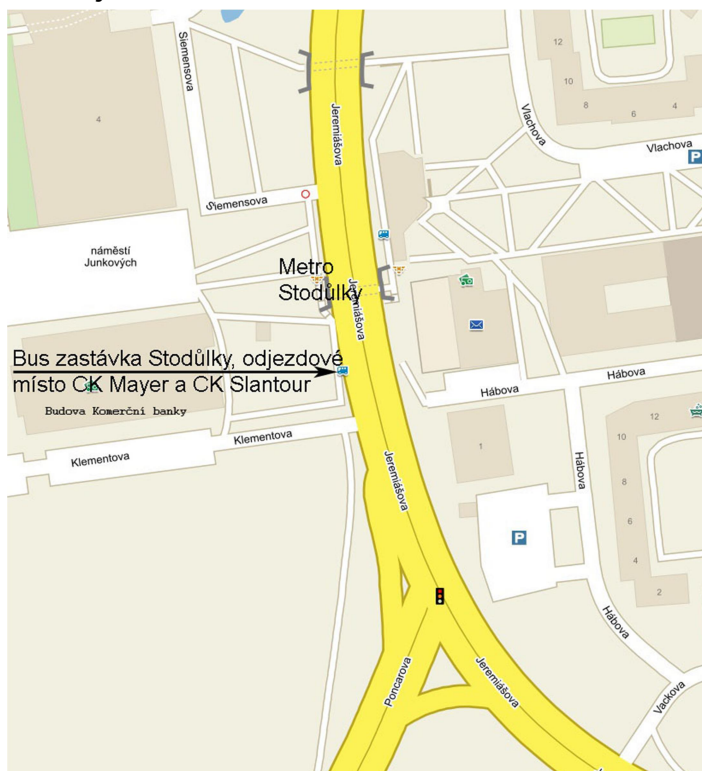 12
10
8
6
4
Siemensova
4
Jeremiášova
Vlachova
Vlachova
P
Siemensova
náměstí
Junkových
Metro
Stodůlky
Jeremiášova
Bus zastávka Stodůlky, odjezdové
místo CK Mayer a CK Slantour
Budova Komerční banky
Hábova
Hábova
Klementova
Klementova
1
12
10
8
6
4
2
Hábova
Jeremiášova
P
Hábova
Poncarova
Jeremiášova
Vackova